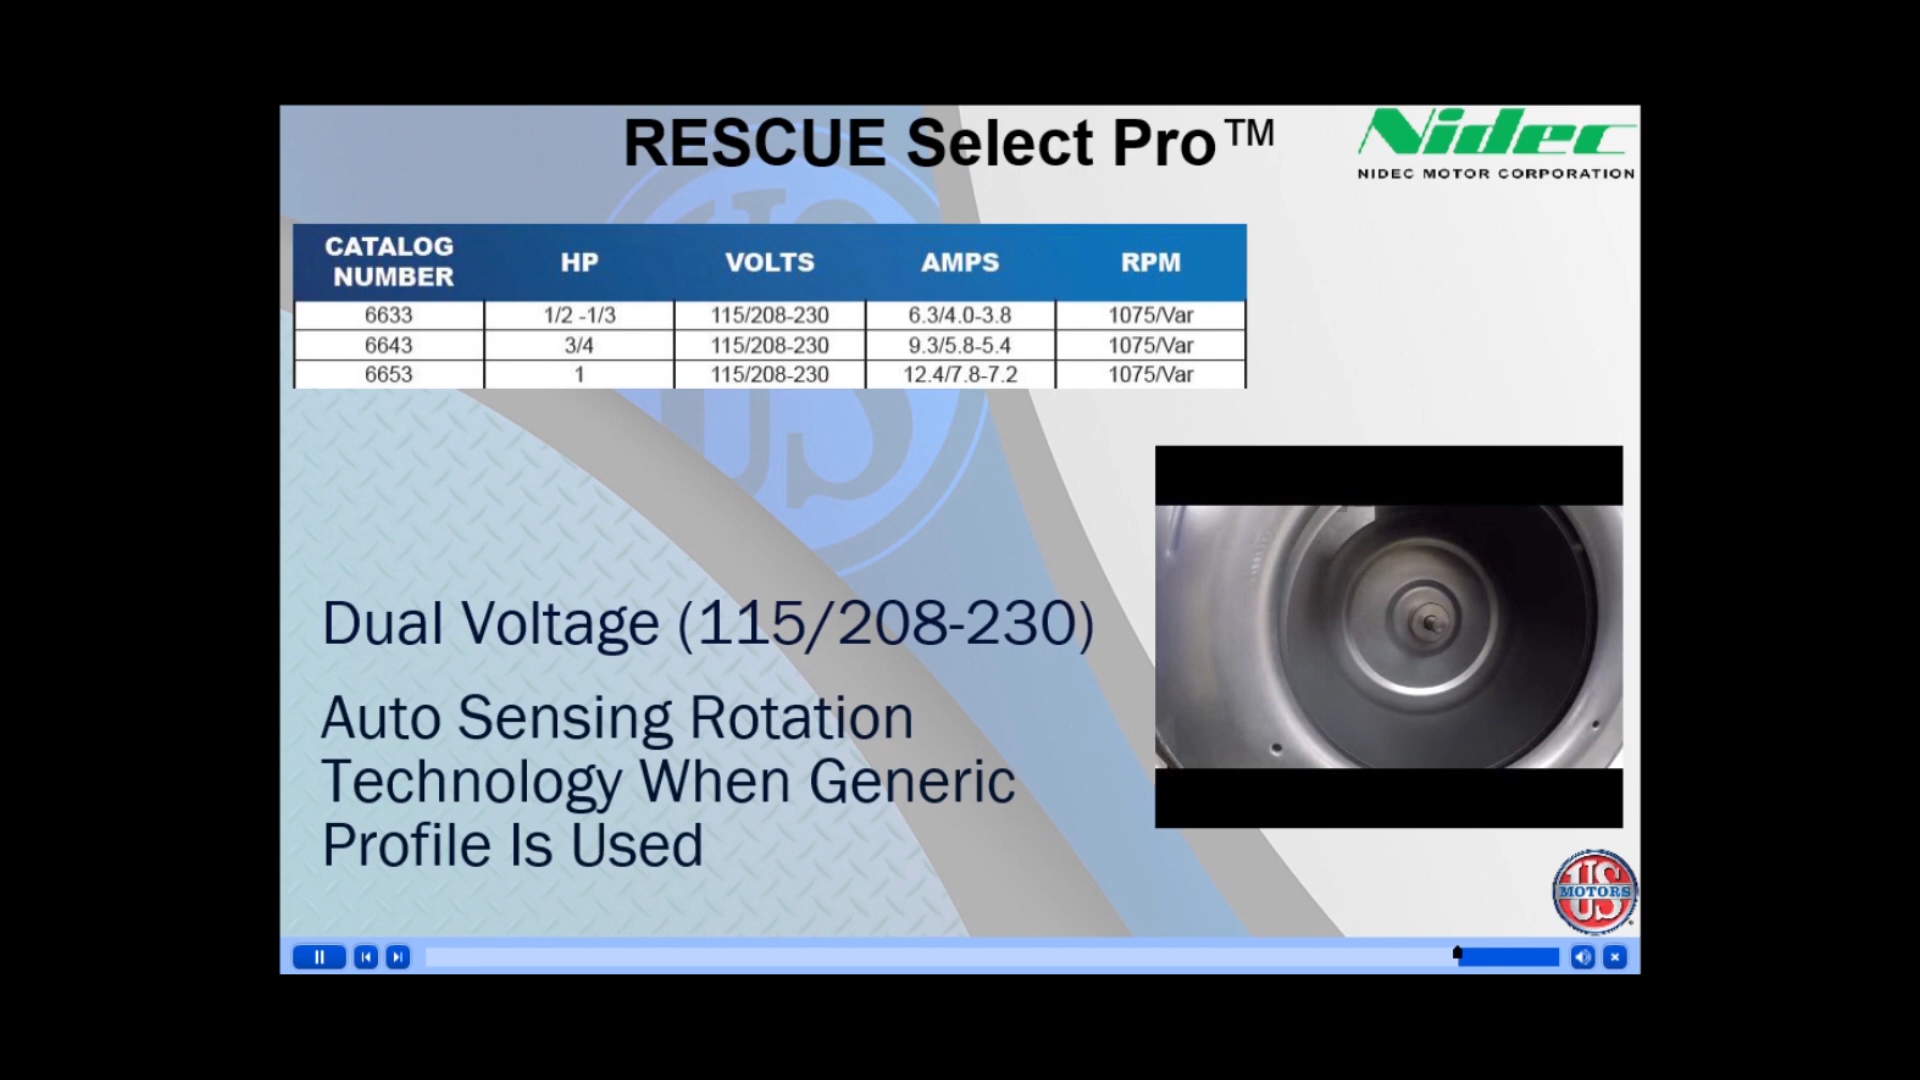 RESCUE Select Pro™
Nidec
NIDEC MOTOR CORPORATION
CATALOG NUMBER HP VOLTS AMPS RPM
6633 1/2 -1/3 115/208-230 6.3/4.0-3.8 1075/Var
6643 3/4 115/208-230 9.3/5.8-5.4 1075/Var
6653 1 115/208-230 12.4/7.8-7.2 1075/Var
US
Dual Voltage (115/208-230)
Auto Sensing Rotation
Technology When Generic
Profile Is Used
US
MOTORS